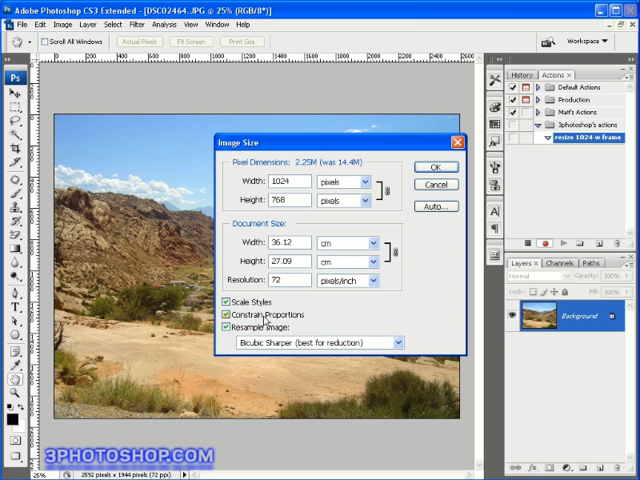 Adobe Photoshop CS3 Extended - [DSC02464.JPG @ 25% (RGB/8*)]
File Edit Image Layer Select Filter Analysis View Window Help
Scroll All Windows Actual Pixels Fit Screen Print Size Workspace
Ps
History Actions
Default Actions
Production
Matt's Actions
3photoshop's actions
resize 1024 w frame
Image Size
Pixel Dimensions: 2.25M (was 14.4M)
Width: 1024 pixels
Height: 768 pixels
Document Size:
Width: 36.12 cm
Height: 27.09 cm
Resolution: 72 pixels/inch
Scale Styles
Constrain Proportions
Resample Image:
Bicubic Sharper (best for reduction)
OK
Cancel
Auto...
Layers Channels Paths
Normal Opacity: 100%
Lock: Fill: 100%
Background
3PHOTOSHOP.COM
25% 2592 pixels x 1944 pixels (72 ppi)